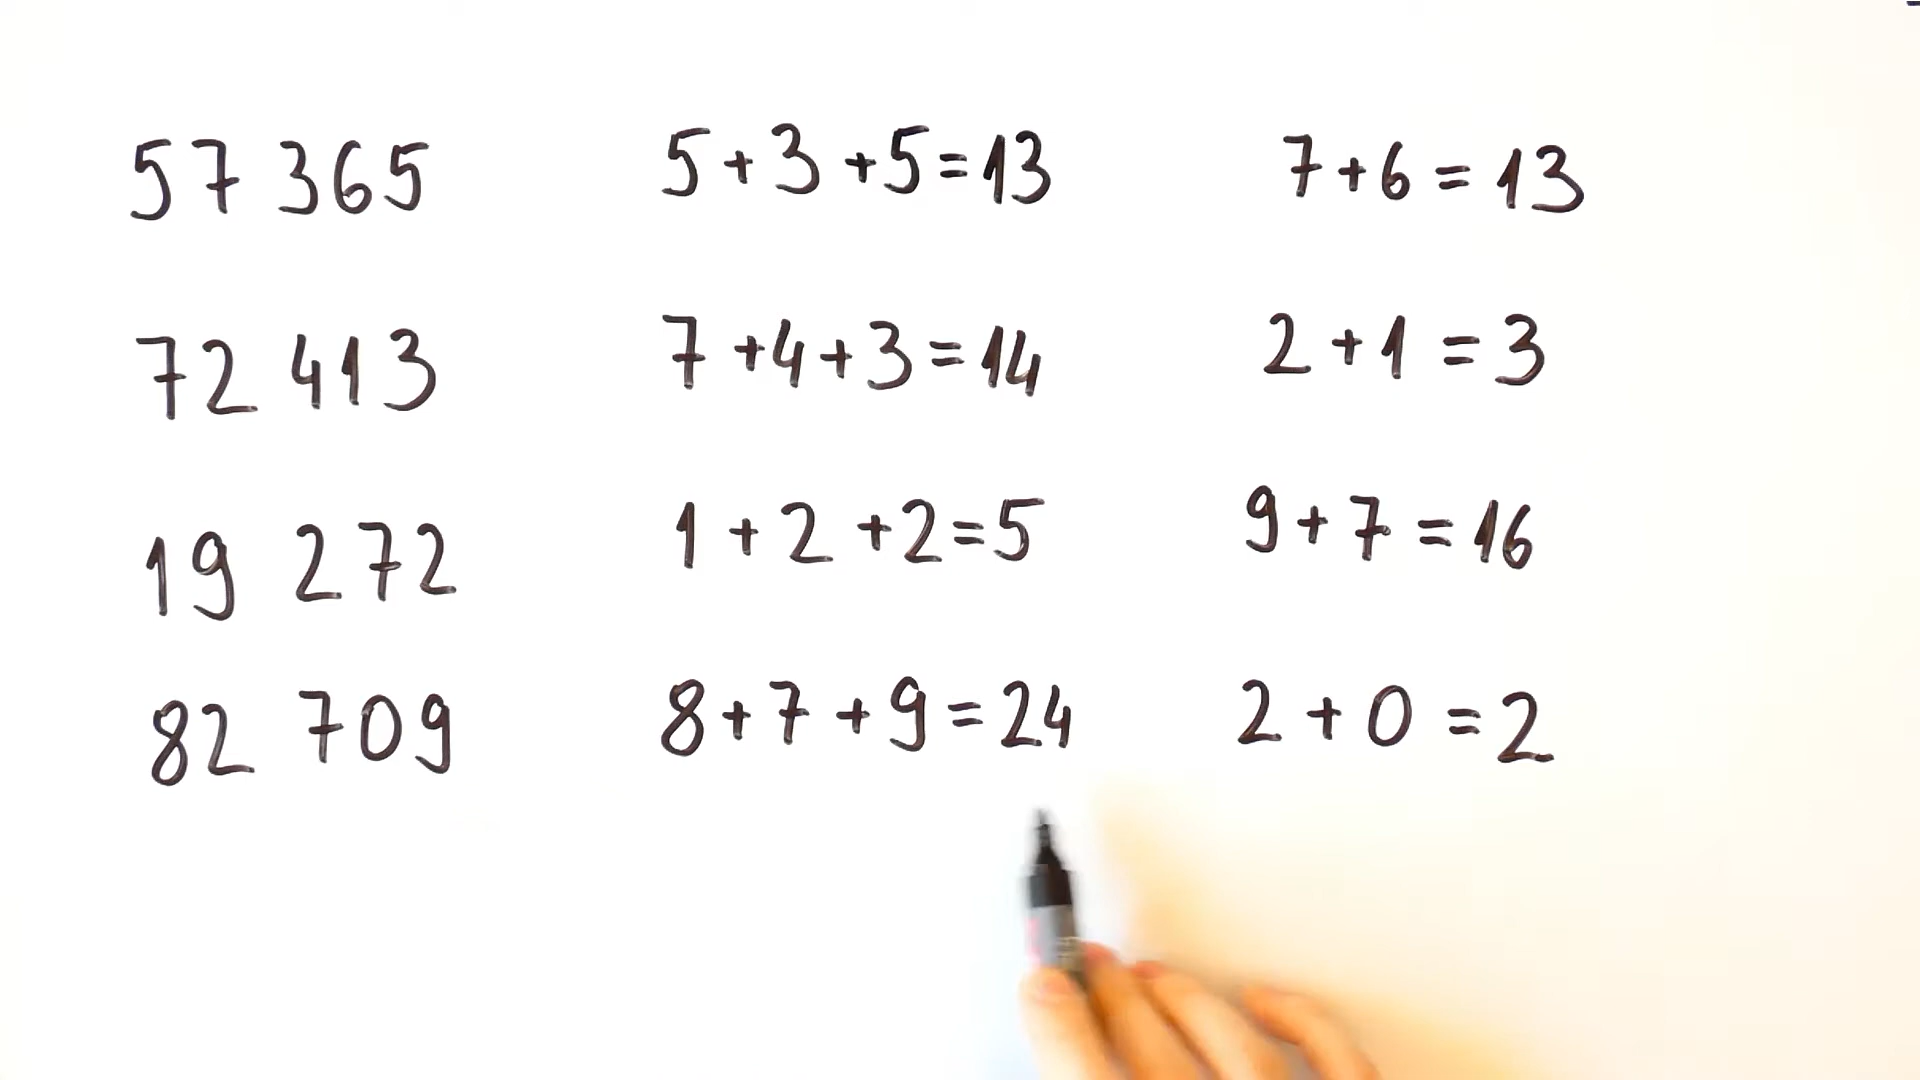 57 365 5+3+5=13 7+6=13
72 413 7+4+3=14 2+1=3
19 272 1+2+2=5 9+7=16
82 709 8+7+9=24 2+0=2